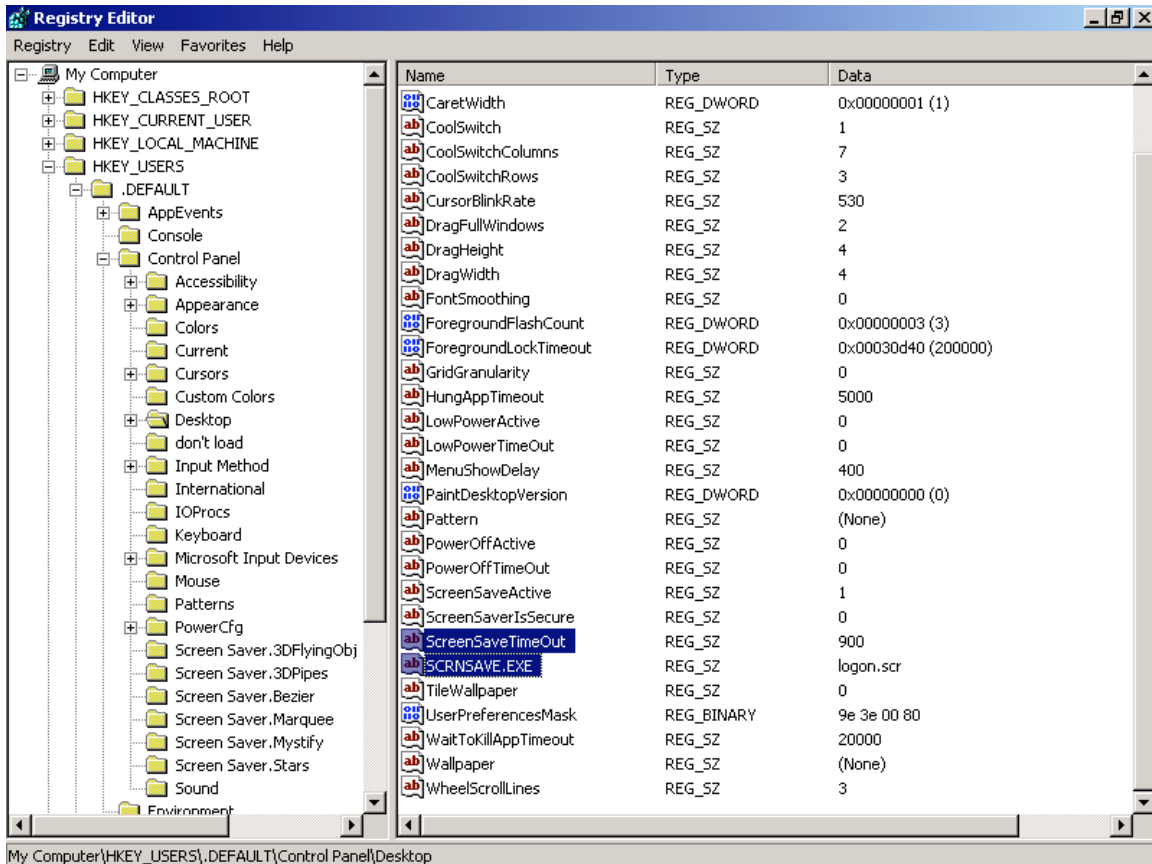 Registry Editor
Registry Edit View Favorites Help
My Computer
HKEY_CLASSES_ROOT
HKEY_CURRENT_USER
HKEY_LOCAL_MACHINE
HKEY_USERS
.DEFAULT
AppEvents
Console
Control Panel
Accessibility
Appearance
Colors
Current
Cursors
Custom Colors
Desktop
don't load
Input Method
International
IOProcs
Keyboard
Microsoft Input Devices
Mouse
Patterns
PowerCfg
Screen Saver.3DFlyingObj
Screen Saver.3DPipes
Screen Saver.Bezier
Screen Saver.Marquee
Screen Saver.Mystify
Screen Saver.Stars
Sound
Environment
Name Type Data
CaretWidth REG_DWORD 0x00000001 (1)
CoolSwitch REG_SZ 1
CoolSwitchColumns REG_SZ 7
CoolSwitchRows REG_SZ 3
CursorBlinkRate REG_SZ 530
DragFullWindows REG_SZ 2
DragHeight REG_SZ 4
DragWidth REG_SZ 4
FontSmoothing REG_SZ 0
ForegroundFlashCount REG_DWORD 0x00000003 (3)
ForegroundLockTimeout REG_DWORD 0x00030d40 (200000)
GridGranularity REG_SZ 0
HungAppTimeout REG_SZ 5000
LowPowerActive REG_SZ 0
LowPowerTimeOut REG_SZ 0
MenuShowDelay REG_SZ 400
PaintDesktopVersion REG_DWORD 0x00000000 (0)
Pattern REG_SZ (None)
PowerOffActive REG_SZ 0
PowerOffTimeOut REG_SZ 0
ScreenSaveActive REG_SZ 1
ScreenSaverIsSecure REG_SZ 0
ScreenSaveTimeOut REG_SZ 900
SCRNSAVE.EXE REG_SZ logon.scr
TileWallpaper REG_SZ 0
UserPreferencesMask REG_BINARY 9e 3e 00 80
WaitToKillAppTimeout REG_SZ 20000
Wallpaper REG_SZ (None)
WheelScrollLines REG_SZ 3
My Computer\HKEY_USERS\.DEFAULT\Control Panel\Desktop